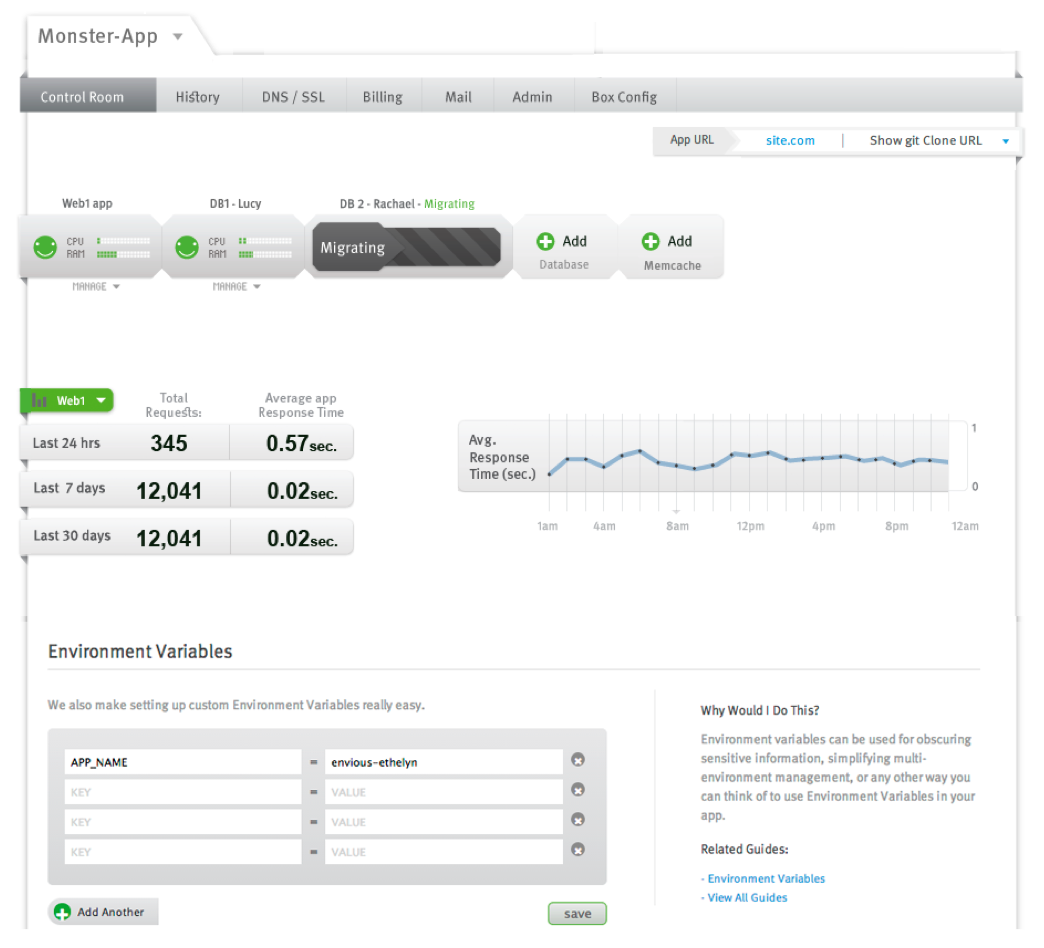 Monster-App
Control Room History DNS / SSL Billing Mail Admin Box Config
App URL site.com Show git Clone URL
Web1 app DB1 - Lucy DB 2 - Rachael - Migrating
CPU CPU Migrating Add Add
RAM RAM Database Memcache
MANAGE MANAGE
Web1 Total Requests: Average app Response Time
Last 24 hrs 345 0.57sec.
Last 7 days 12,041 0.02sec.
Last 30 days 12,041 0.02sec.
Avg. 1
Response
Time (sec.) 0
1am 4am 8am 12pm 4pm 8pm 12am
Environment Variables
We also make setting up custom Environment Variables really easy.
APP_NAME = envious-ethelyn
KEY = VALUE
KEY = VALUE
KEY = VALUE
Add Another save
Why Would I Do This?
Environment variables can be used for obscuring
sensitive information, simplifying multi-
environment management, or any other way you
can think of to use Environment Variables in your
app.
Related Guides:
- Environment Variables
- View All Guides